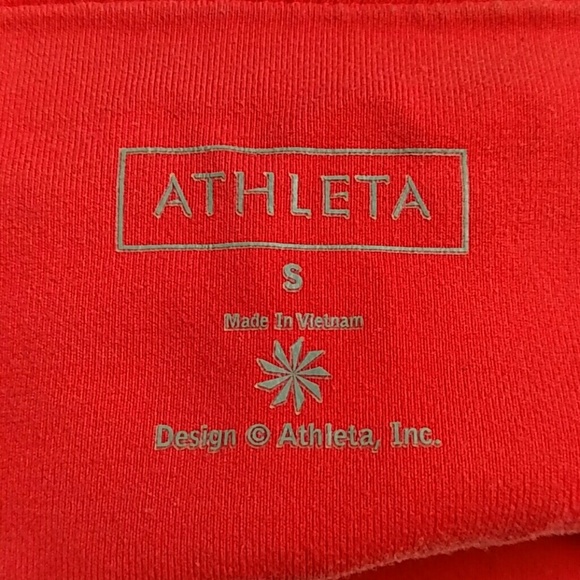 ATHLETA
S
Made In Vietnam
Design © Athleta, Inc.